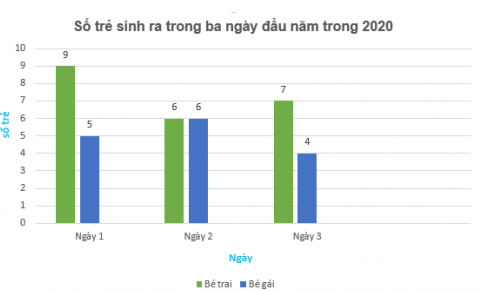 Số trẻ sinh ra trong ba ngày đầu năm trong 2020
10
9
8
7
6
5
4
3
2
1
0
số trẻ
9
5
6
6
7
4
Ngày 1
Ngày 2
Ngày 3
Ngày
Bé trai
Bé gái